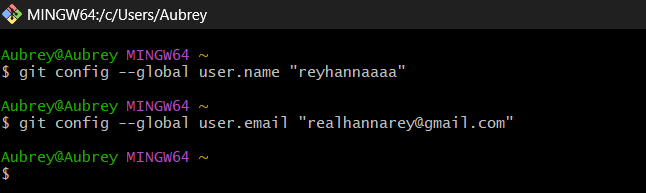 MINGW64:/c/Users/Aubrey
Aubrey@Aubrey MINGW64 ~
$ git config --global user.name "reyhannaaaa"
Aubrey@Aubrey MINGW64 ~
$ git config --global user.email "realhannarey@gmail.com"
Aubrey@Aubrey MINGW64 ~
$